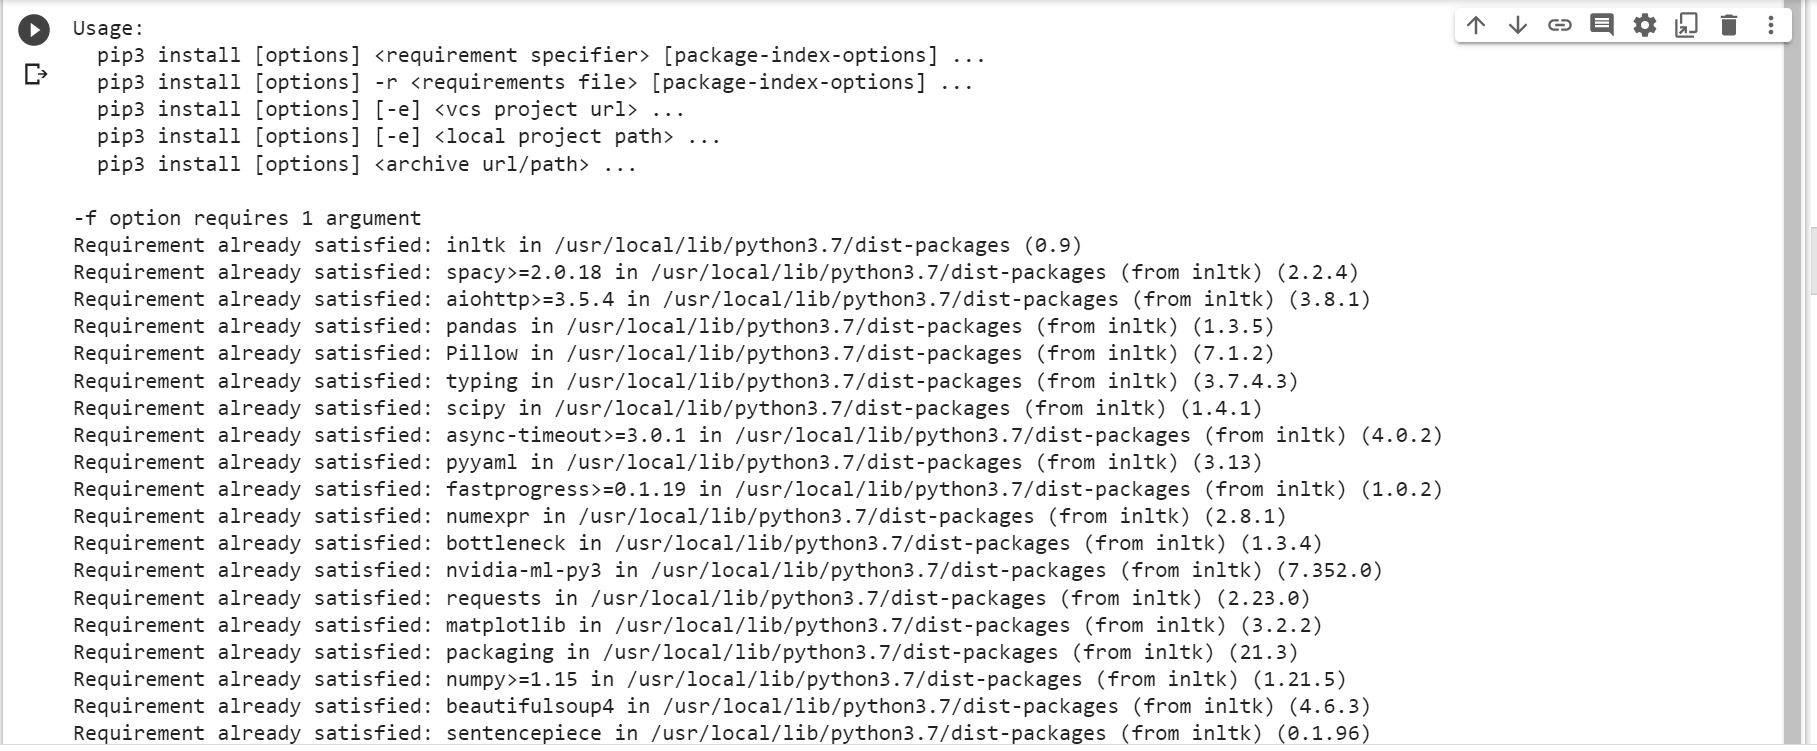 Usage:
  pip3 install [options] <requirement specifier> [package-index-options] ...
  pip3 install [options] -r <requirements file> [package-index-options] ...
  pip3 install [options] [-e] <vcs project url> ...
  pip3 install [options] [-e] <local project path> ...
  pip3 install [options] <archive url/path> ...

-f option requires 1 argument
Requirement already satisfied: inltk in /usr/local/lib/python3.7/dist-packages (0.9)
Requirement already satisfied: spacy>=2.0.18 in /usr/local/lib/python3.7/dist-packages (from inltk) (2.2.4)
Requirement already satisfied: aiohttp>=3.5.4 in /usr/local/lib/python3.7/dist-packages (from inltk) (3.8.1)
Requirement already satisfied: pandas in /usr/local/lib/python3.7/dist-packages (from inltk) (1.3.5)
Requirement already satisfied: Pillow in /usr/local/lib/python3.7/dist-packages (from inltk) (7.1.2)
Requirement already satisfied: typing in /usr/local/lib/python3.7/dist-packages (from inltk) (3.7.4.3)
Requirement already satisfied: scipy in /usr/local/lib/python3.7/dist-packages (from inltk) (1.4.1)
Requirement already satisfied: async-timeout>=3.0.1 in /usr/local/lib/python3.7/dist-packages (from inltk) (4.0.2)
Requirement already satisfied: pyyaml in /usr/local/lib/python3.7/dist-packages (from inltk) (3.13)
Requirement already satisfied: fastprogress>=0.1.19 in /usr/local/lib/python3.7/dist-packages (from inltk) (1.0.2)
Requirement already satisfied: numexpr in /usr/local/lib/python3.7/dist-packages (from inltk) (2.8.1)
Requirement already satisfied: bottleneck in /usr/local/lib/python3.7/dist-packages (from inltk) (1.3.4)
Requirement already satisfied: nvidia-ml-py3 in /usr/local/lib/python3.7/dist-packages (from inltk) (7.352.0)
Requirement already satisfied: requests in /usr/local/lib/python3.7/dist-packages (from inltk) (2.23.0)
Requirement already satisfied: matplotlib in /usr/local/lib/python3.7/dist-packages (from inltk) (3.2.2)
Requirement already satisfied: packaging in /usr/local/lib/python3.7/dist-packages (from inltk) (21.3)
Requirement already satisfied: numpy>=1.15 in /usr/local/lib/python3.7/dist-packages (from inltk) (1.21.5)
Requirement already satisfied: beautifulsoup4 in /usr/local/lib/python3.7/dist-packages (from inltk) (4.6.3)
Requirement already satisfied: sentencepiece in /usr/local/lib/python3.7/dist-packages (from inltk) (0.1.96)